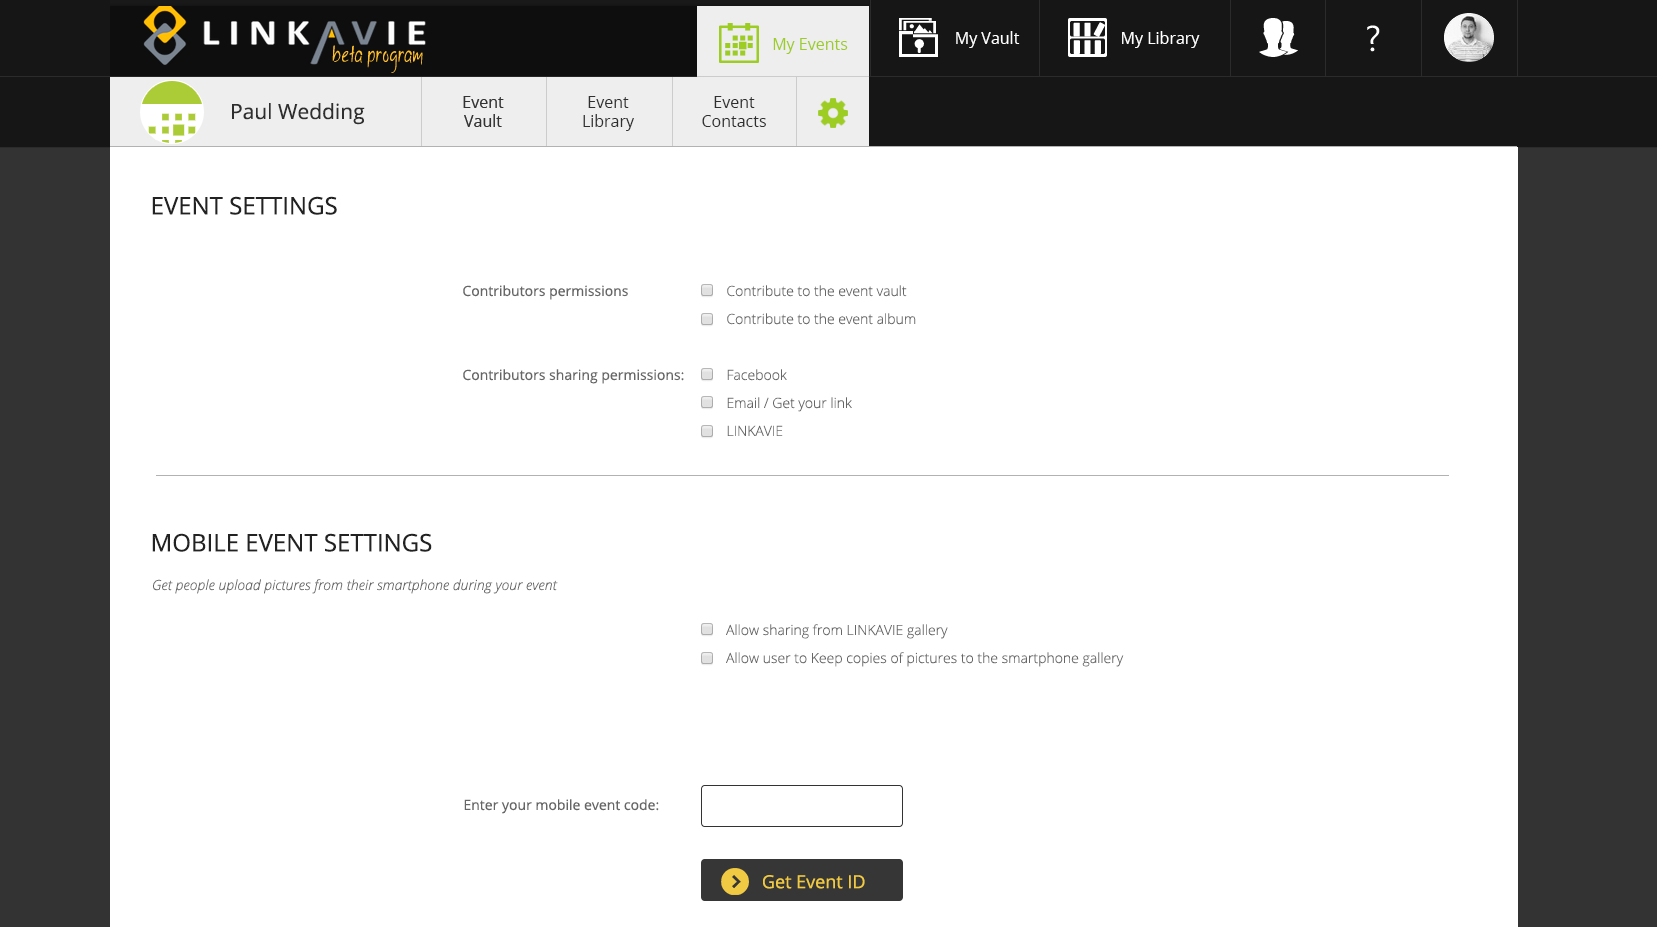 LINKAVIE
beta program
My Events
My Vault
My Library
?
Paul Wedding
Event
Vault
Event
Library
Event
Contacts
EVENT SETTINGS
Contributors permissions
Contribute to the event vault
Contribute to the event album
Contributors sharing permissions:
Facebook
Email / Get your link
LINKAVIE
MOBILE EVENT SETTINGS
Get people upload pictures from their smartphone during your event
Allow sharing from LINKAVIE gallery
Allow user to Keep copies of pictures to the smartphone gallery
Enter your mobile event code:
Get Event ID